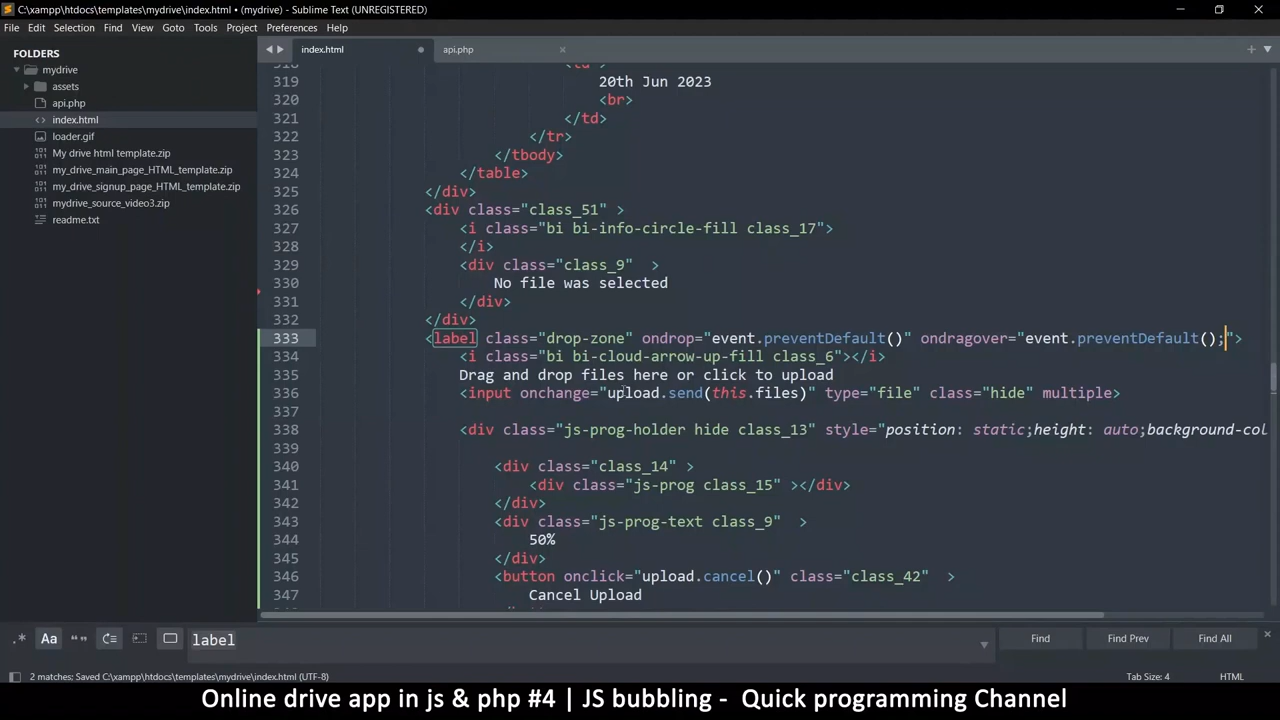 C:\xampp\htdocs\templates\mydrive\index.html • (mydrive) - Sublime Text (UNREGISTERED)
File Edit Selection Find View Goto Tools Project Preferences Help
FOLDERS
mydrive
assets
api.php
index.html
loader.gif
My drive html template.zip
my_drive_main_page_HTML_template.zip
my_drive_signup_page_HTML_template.zip
mydrive_source_video3.zip
readme.txt
index.html api.php
319 20th Jun 2023
320 <br>
321 </td>
322 </tr>
323 </tbody>
324 </table>
325 </div>
326 <div class="class_51" >
327 <i class="bi bi-info-circle-fill class_17">
328 </i>
329 <div class="class_9"  >
330 No file was selected
331 </div>
332 </div>
333 <label class="drop-zone" ondrop="event.preventDefault()" ondragover="event.preventDefault();">
334 <i class="bi bi-cloud-arrow-up-fill class_6"></i>
335 Drag and drop files here or click to upload
336 <input onchange="upload.send(this.files)" type="file" class="hide" multiple>
337
338 <div class="js-prog-holder hide class_13" style="position: static;height: auto;background-col
339
340 <div class="class_14" >
341 <div class="js-prog class_15" ></div>
342 </div>
343 <div class="js-prog-text class_9"  >
344 50%
345 </div>
346 <button onclick="upload.cancel()" class="class_42"  >
347 Cancel Upload
label
Find Find Prev Find All
2 matches; Saved C:\xampp\htdocs\templates\mydrive\index.html (UTF-8) Tab Size: 4 HTML
Online drive app in js & php #4 | JS bubbling - Quick programming Channel